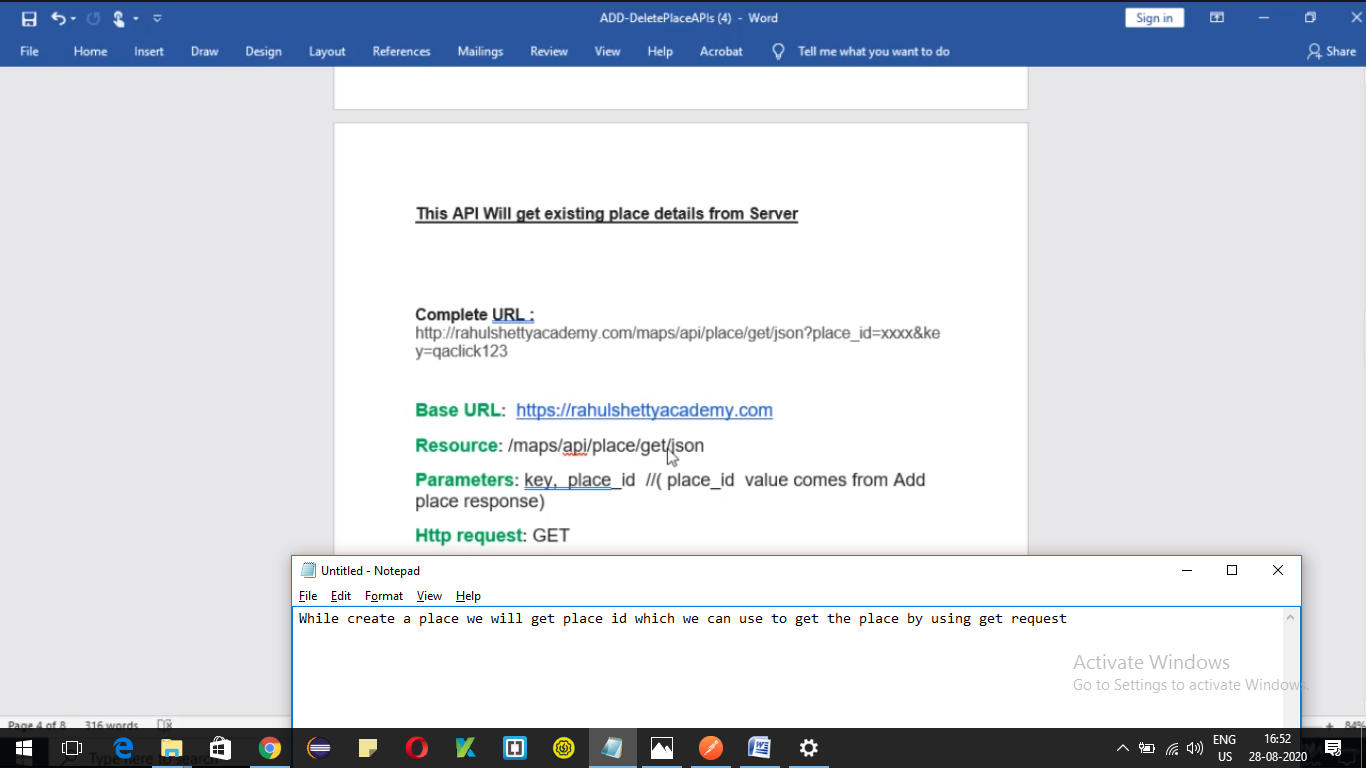 ADD-DeletePlaceAPIs (4) - Word
Sign in
File Home Insert Draw Design Layout References Mailings Review View Help Acrobat Tell me what you want to do Share
This API Will get existing place details from Server
Complete URL :
http://rahulshettyacademy.com/maps/api/place/get/json?place_id=xxxx&ke
y=qaclick123
Base URL: https://rahulshettyacademy.com
Resource: /maps/api/place/get/json
Parameters: key, place_id //( place_id value comes from Add
place response)
Http request: GET
Untitled - Notepad
File Edit Format View Help
While create a place we will get place id which we can use to get the place by using get request
Activate Windows
Go to Settings to activate Windows.
Page 4 of 8 316 words 84%
Type here to search
ENG 16:52
US 28-08-2020